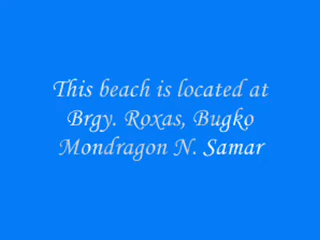 This beach is located at
Brgy. Roxas, Bugko
Mondragon N. Samar